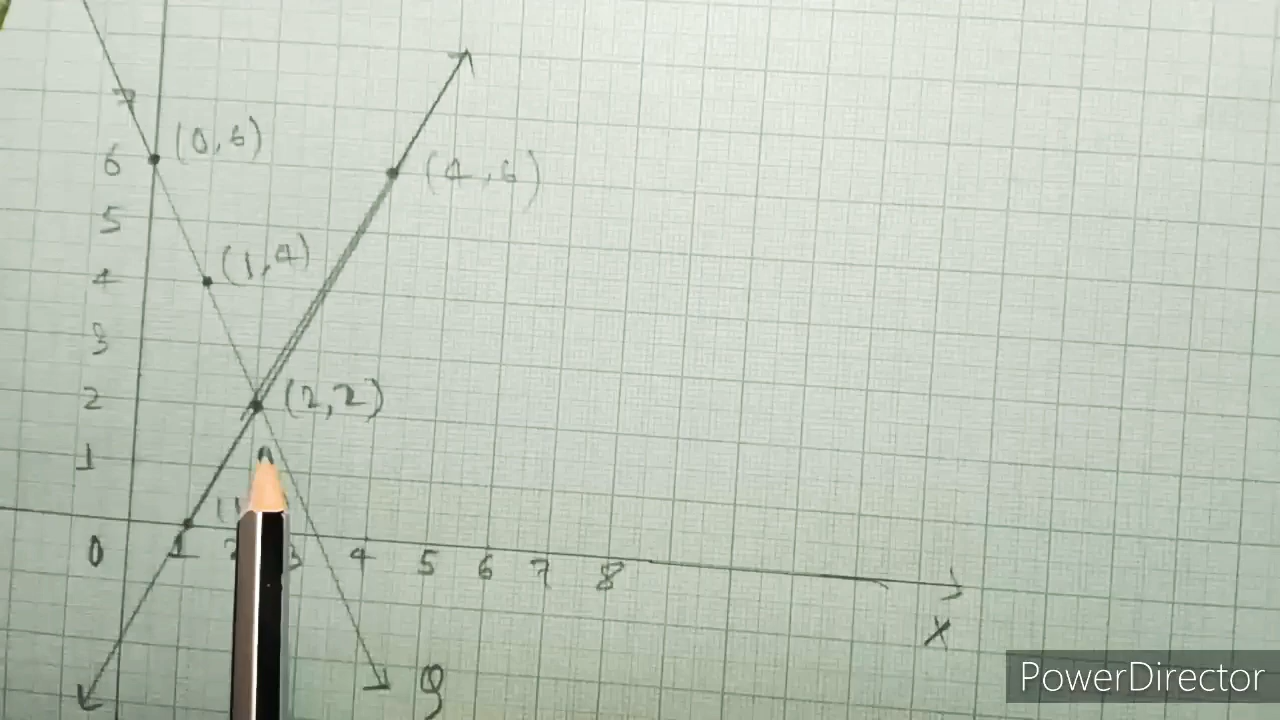 7
6 (0,6)
(4,6)
5
4 (1,4)
3
2 (2,2)
1
0 1 3 4 5 6 7 8
X
PowerDirector